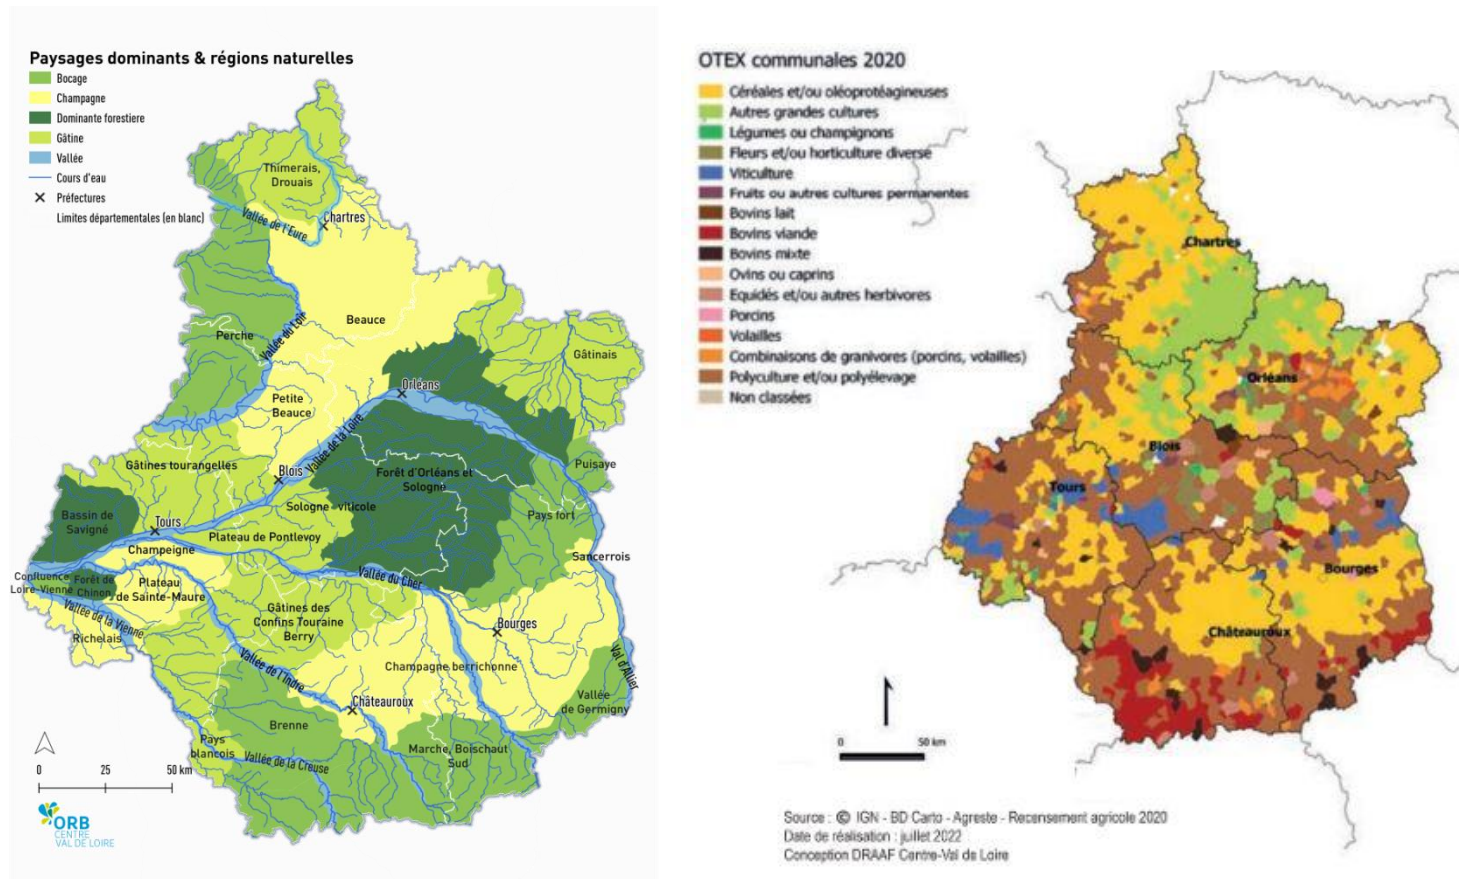 Paysages dominants & régions naturelles
Bocage
Champagne
Dominante forestiere
Gâtine
Vallée
Cours d'eau
Préfectures
Limites départementales (en blanc)
Thimerais,
Drouais
Vallée de l'Eure
Chartres
Beauce
Perche
Vallée du Loir
Gâtinais
Orléans
Petite
Beauce
Vallée de la Loire
Gâtines tourangelles
Blois
Forêt d'Orléans et
Sologne
Puisaye
Bassin de
Savigné
Tours
Sologne viticole
Pays fort
Plateau de Pontlevoy
Champeigne
Sancerrois
Confluence
Loire-Vienne
Forêt de
Chinon
Plateau
de Sainte-Maure
Vallée du Cher
Vallée de la Vienne
Gâtines des
Confins Touraine
Berry
Bourges
Richelais
Vallée de l'Indre
Champagne berrichonne
Val d'Allier
Châteauroux
Vallée
de Germigny
Brenne
Pays
blancois
Vallée de la Creuse
Marche, Boischaut
Sud
0 25 50 km
ORB
CENTRE
VAL DE LOIRE
OTEX communales 2020
Céréales et/ou oléoprotéagineuses
Autres grandes cultures
Légumes ou champignons
Fleurs et/ou horticulture diverse
Viticulture
Fruits ou autres cultures permanentes
Bovins lait
Bovins viande
Bovins mixte
Ovins ou caprins
Equidés et/ou autres herbivores
Porcins
Volailles
Combinaisons de granivores (porcins, volailles)
Polyculture et/ou polyélevage
Non classées
Chartres
Orléans
Blois
Tours
Bourges
Châteauroux
0 50 km
Source : © IGN - BD Carto - Agreste - Recensement agricole 2020
Date de réalisation : juillet 2022
Conception DRAAF Centre-Val de Loire